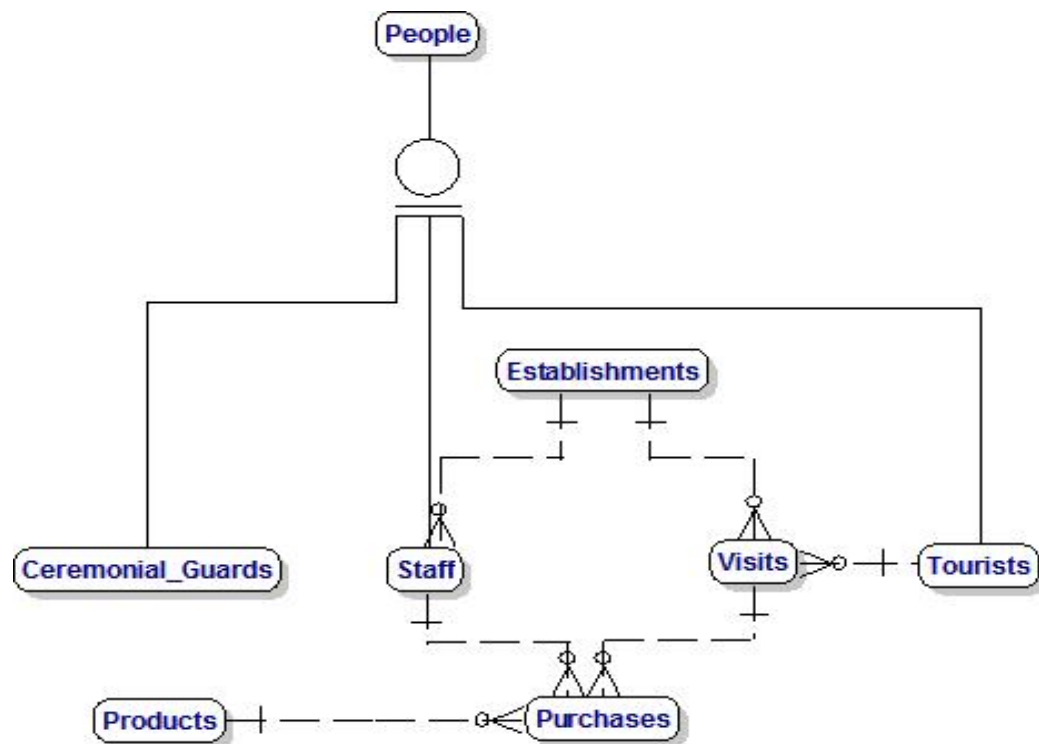 People
Establishments
Ceremonial_Guards
Staff
Visits
Tourists
Products
Purchases